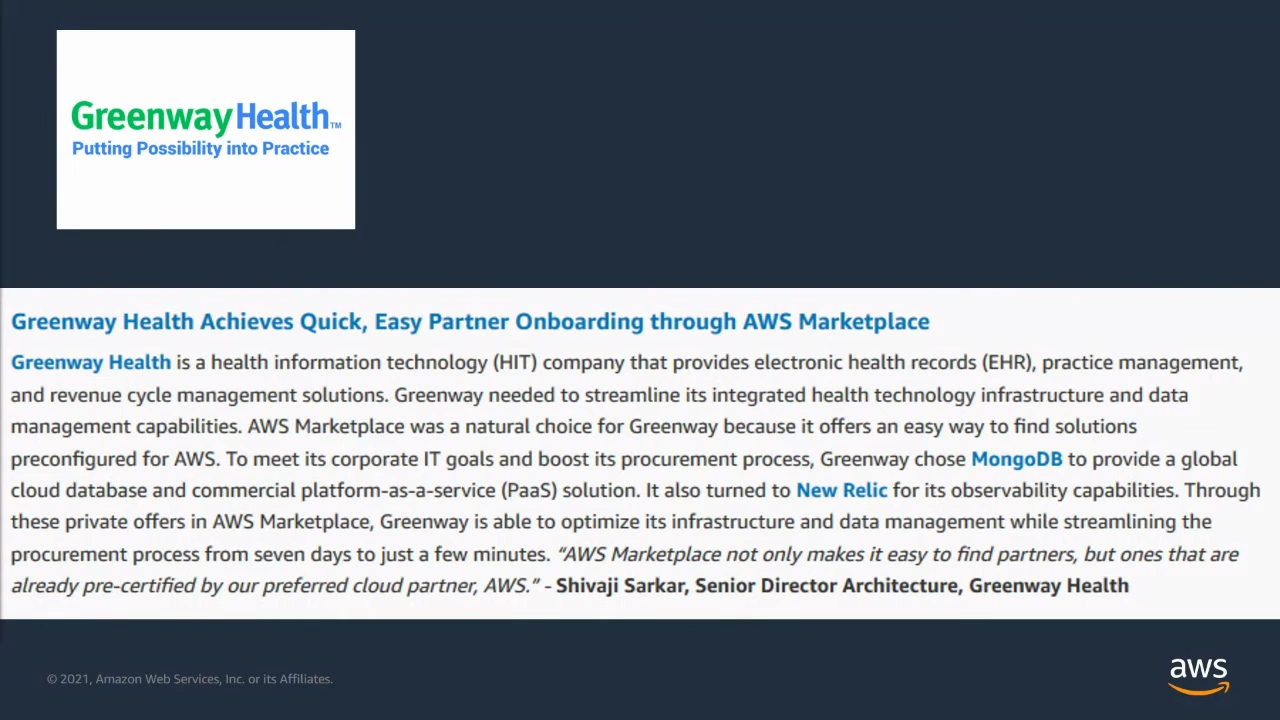 GreenwayHealth™
Putting Possibility into Practice
Greenway Health Achieves Quick, Easy Partner Onboarding through AWS Marketplace
Greenway Health is a health information technology (HIT) company that provides electronic health records (EHR), practice management,
and revenue cycle management solutions. Greenway needed to streamline its integrated health technology infrastructure and data
management capabilities. AWS Marketplace was a natural choice for Greenway because it offers an easy way to find solutions
preconfigured for AWS. To meet its corporate IT goals and boost its procurement process, Greenway chose MongoDB to provide a global
cloud database and commercial platform-as-a-service (PaaS) solution. It also turned to New Relic for its observability capabilities. Through
these private offers in AWS Marketplace, Greenway is able to optimize its infrastructure and data management while streamlining the
procurement process from seven days to just a few minutes. “AWS Marketplace not only makes it easy to find partners, but ones that are
already pre-certified by our preferred cloud partner, AWS.” - Shivaji Sarkar, Senior Director Architecture, Greenway Health
© 2021, Amazon Web Services, Inc. or its Affiliates.
aws